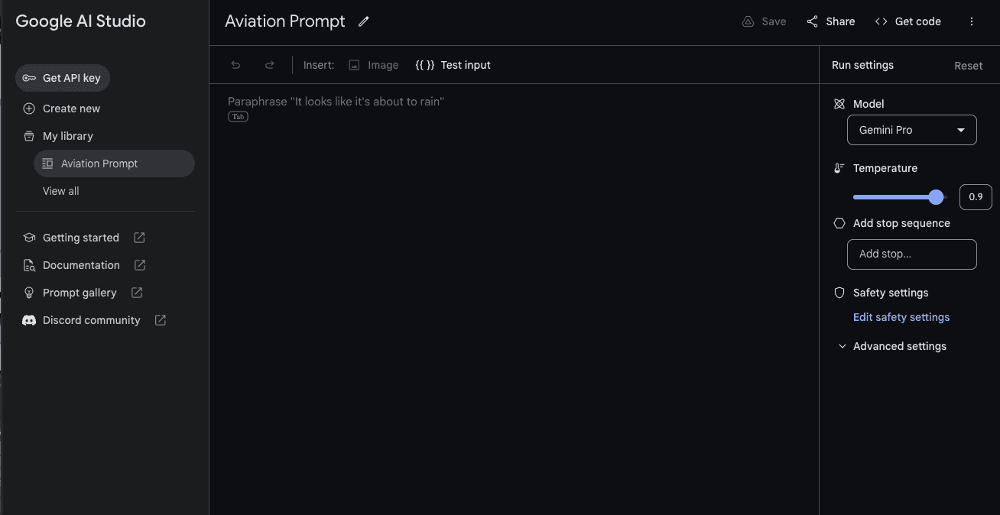 Google AI Studio
Get API key
Create new
My library
Aviation Prompt
View all
Getting started
Documentation
Prompt gallery
Discord community
Aviation Prompt
Save
Share
Get code
Insert:
Image
{{ }} Test input
Paraphrase "It looks like it's about to rain"
Tab
Run settings
Reset
Model
Gemini Pro
Temperature
0.9
Add stop sequence
Add stop...
Safety settings
Edit safety settings
Advanced settings